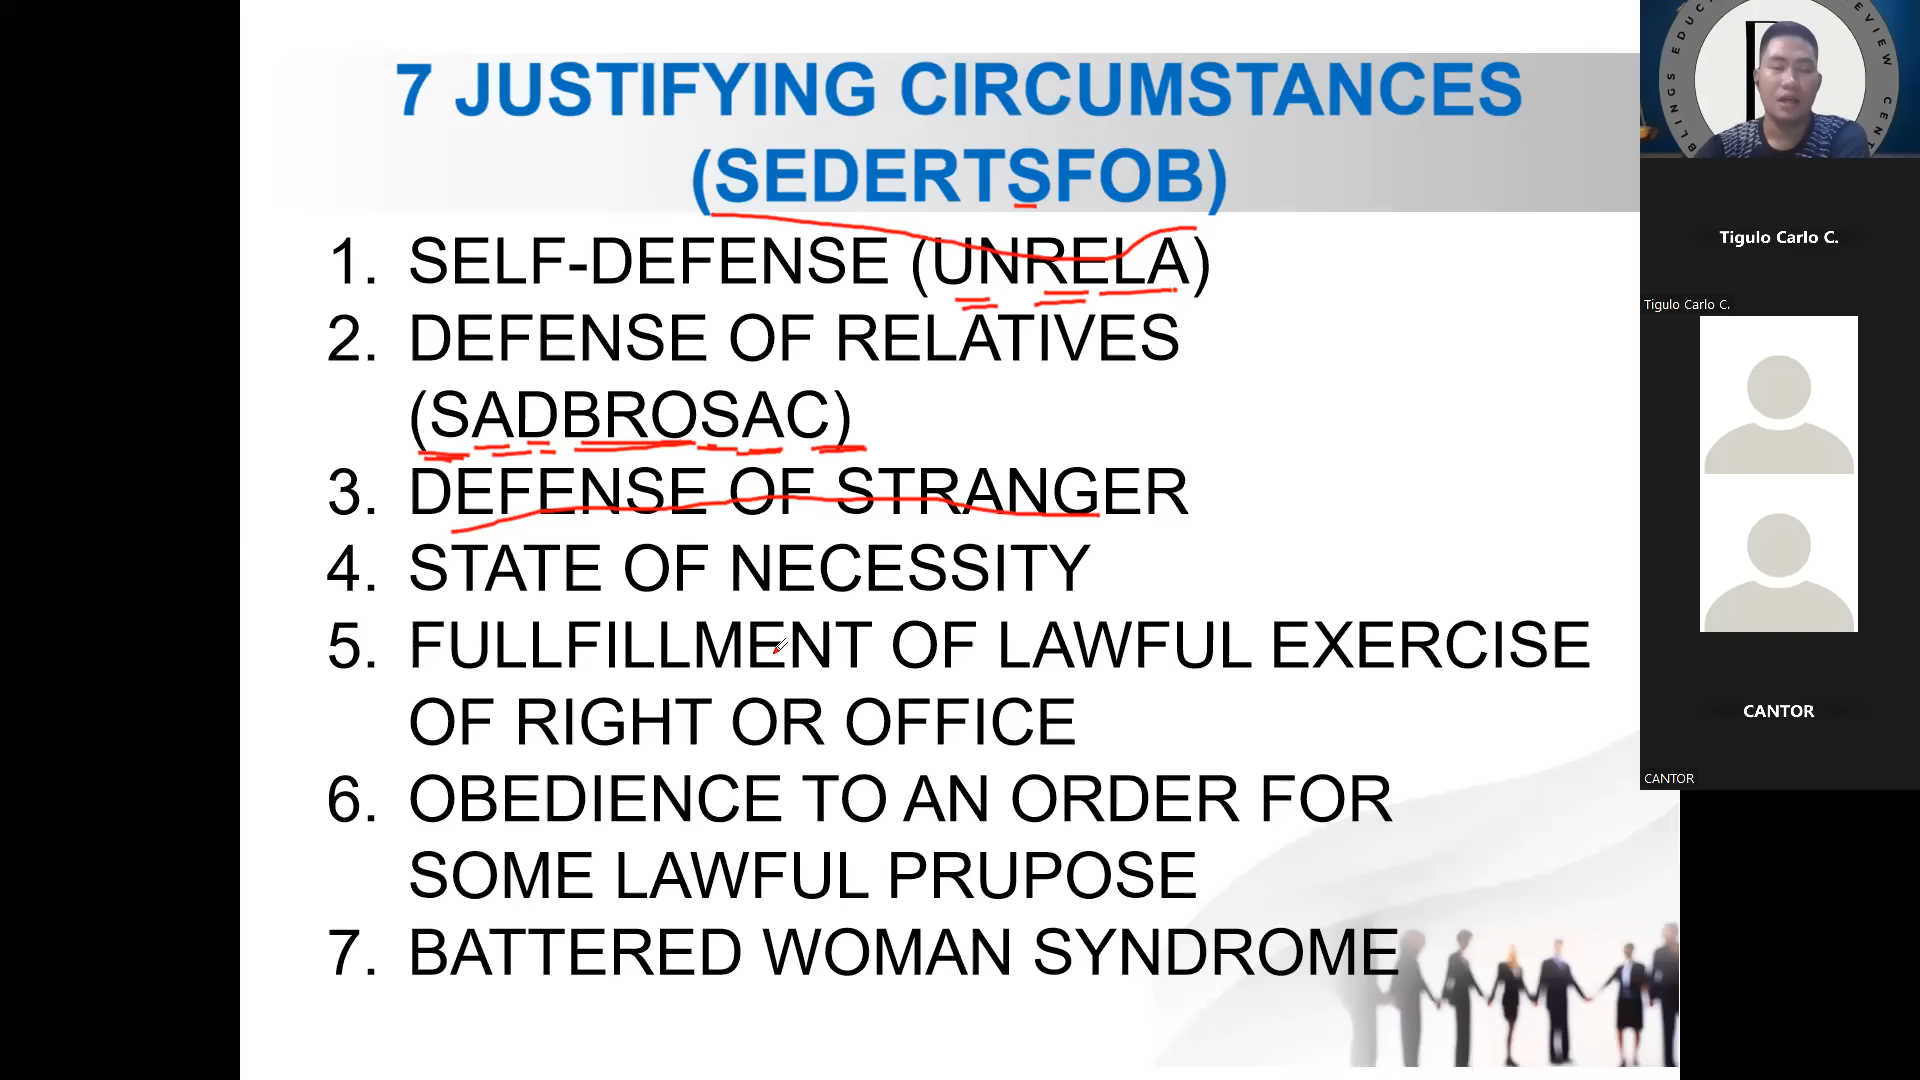 7 JUSTIFYING CIRCUMSTANCES
(SEDERTSFOB)
1. SELF-DEFENSE (UNRELA)
2. DEFENSE OF RELATIVES
(SADBROSAC)
3. DEFENSE OF STRANGER
4. STATE OF NECESSITY
5. FULLFILLMENT OF LAWFUL EXERCISE
OF RIGHT OR OFFICE
6. OBEDIENCE TO AN ORDER FOR
SOME LAWFUL PRUPOSE
7. BATTERED WOMAN SYNDROME
Tigulo Carlo C.
Tigulo Carlo C.
CANTOR
CANTOR